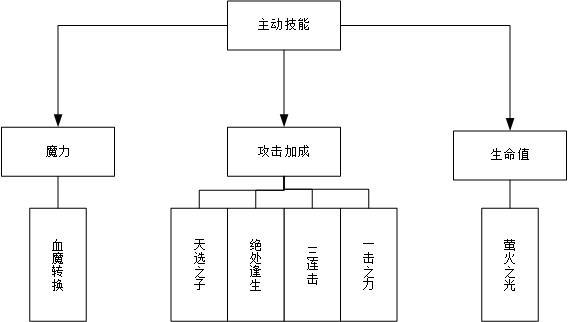 主动技能
魔力
攻击加成
生命值
血魔转换
天选之子
绝处逢生
三连击
一击之力
萤火之光